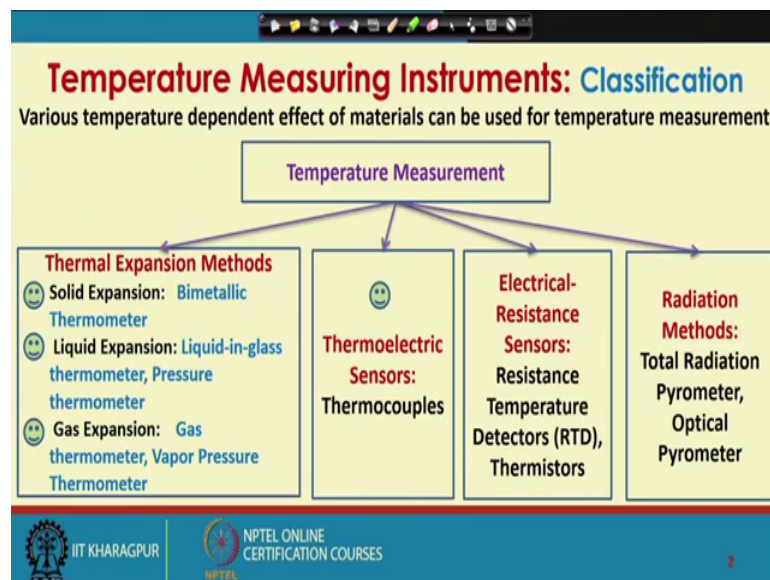 Temperature Measuring Instruments: Classification
Various temperature dependent effect of materials can be used for temperature measurement
Temperature Measurement
Thermal Expansion Methods
Solid Expansion: Bimetallic
Thermometer
Liquid Expansion: Liquid-in-glass
thermometer, Pressure
thermometer
Gas Expansion: Gas
thermometer, Vapor Pressure
Thermometer
Thermoelectric
Sensors:
Thermocouples
Electrical-
Resistance
Sensors:
Resistance
Temperature
Detectors (RTD),
Thermistors
Radiation
Methods:
Total Radiation
Pyrometer,
Optical
Pyrometer
IIT KHARAGPUR
NPTEL
NPTEL ONLINE
CERTIFICATION COURSES
2